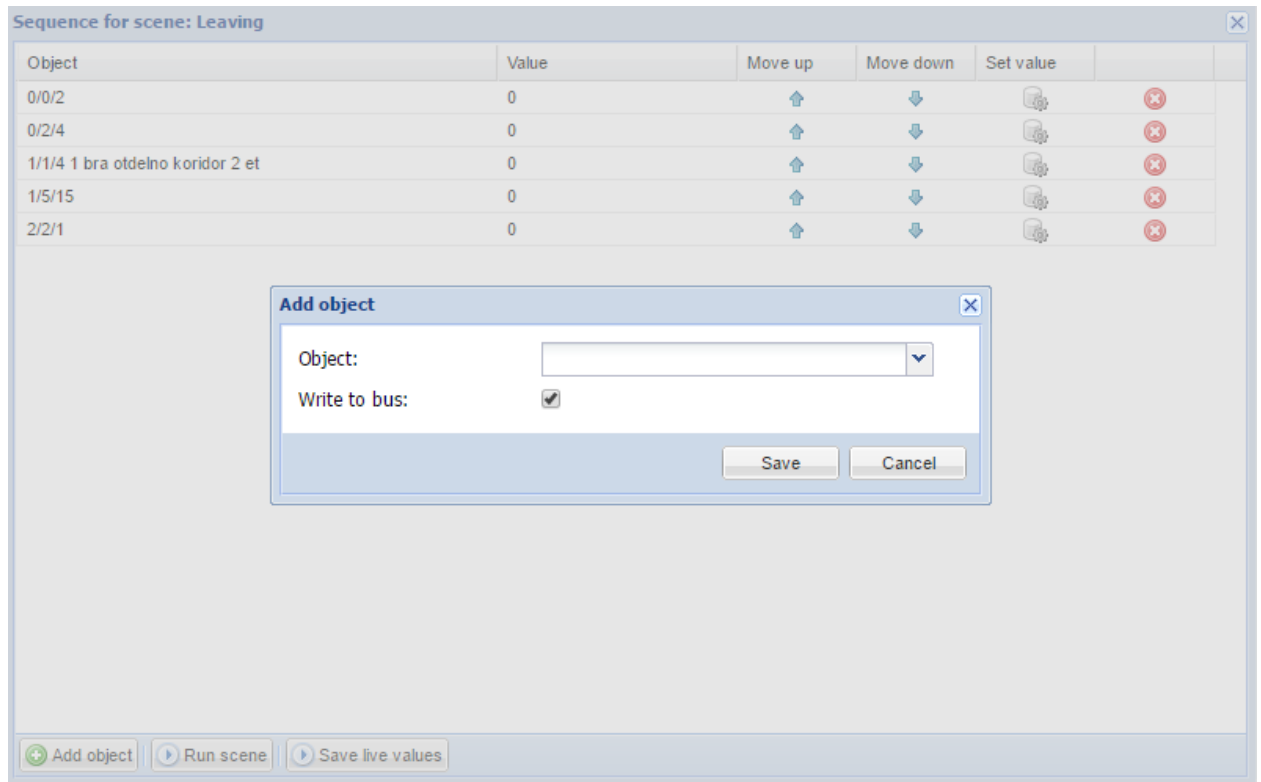 Sequence for scene: Leaving
Object Value Move up Move down Set value
0/0/2 0
0/2/4 0
1/1/4 1 bra otdelno koridor 2 et 0
1/5/15 0
2/2/1 0
Add object
Object:
Write to bus:
Save Cancel
Add object Run scene Save live values